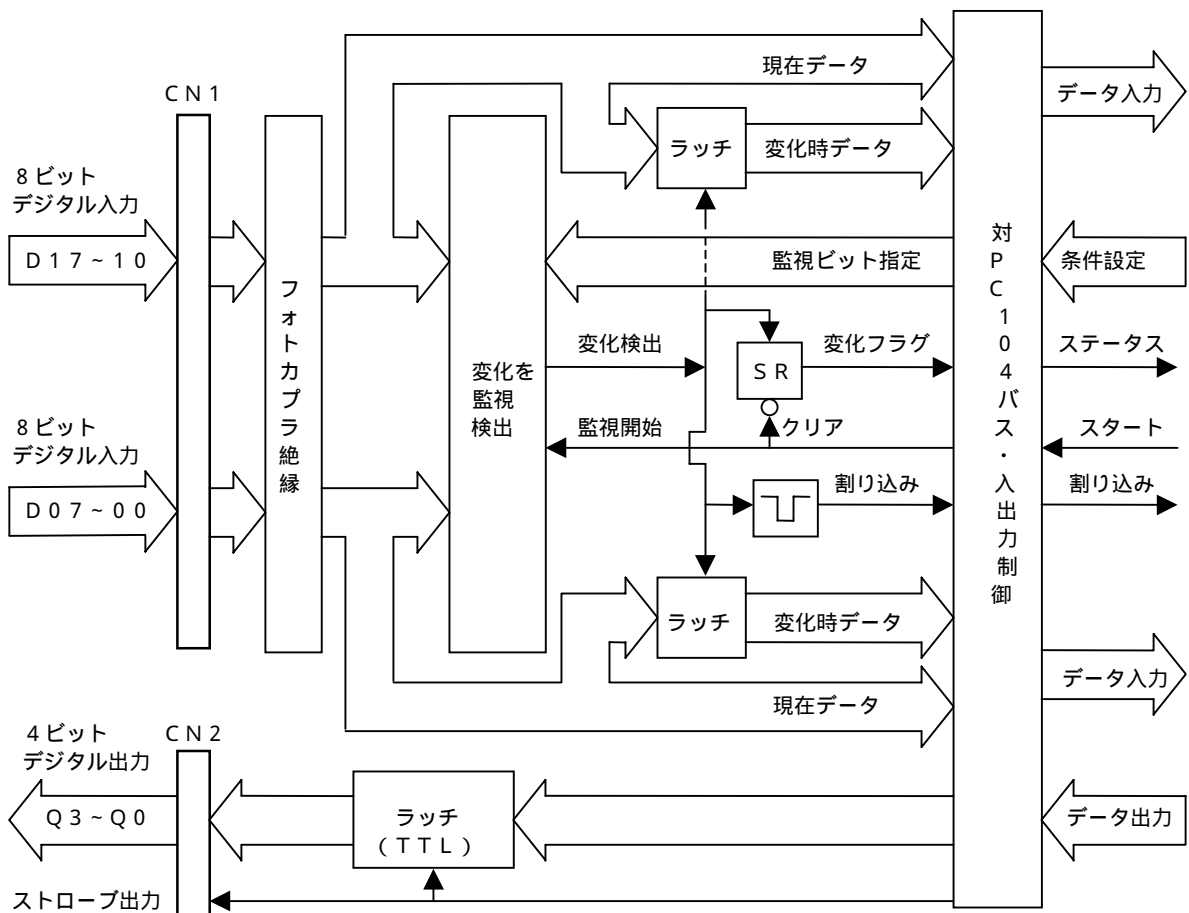 現在データ
データ入力
CN1
ラッチ
変化時データ
8ビット
デジタル入力
D17~10
監視ビット指定
条件設定
フォトカプラ絶縁
対PC104バス・入出力制御
変化検出
SR
変化フラグ
ステータス
変化を
監視
検出
8ビット
デジタル入力
監視開始
クリア
スタート
D07~00
割り込み
割り込み
ラッチ
変化時データ
データ入力
現在データ
4ビット
デジタル出力
CN2
Q3~Q0
ラッチ
(TTL)
データ出力
ストローブ出力